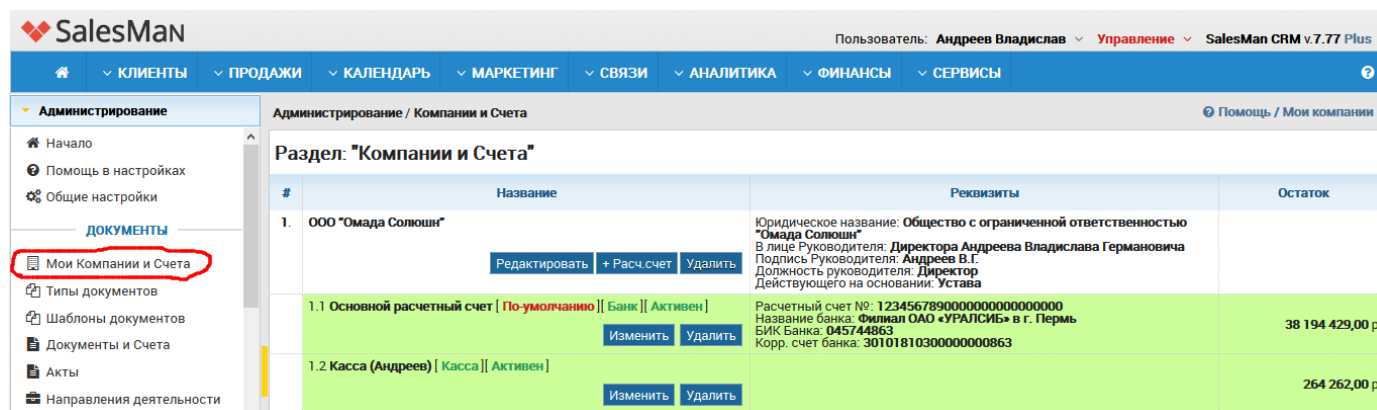 SalesMan
Пользователь: Андреев Владислав Управление SalesMan CRM v.7.77 Plus
КЛИЕНТЫ ПРОДАЖИ КАЛЕНДАРЬ МАРКЕТИНГ СВЯЗИ АНАЛИТИКА ФИНАНСЫ СЕРВИСЫ
Администрирование
Администрирование / Компании и Счета
Помощь / Мои компании
Начало
Помощь в настройках
Общие настройки
ДОКУМЕНТЫ
Мои Компании и Счета
Типы документов
Шаблоны документов
Документы и Счета
Акты
Направления деятельности
Раздел: "Компании и Счета"
# Название Реквизиты Остаток
1. ООО "Омада Солюшн"
Редактировать + Расч.счет Удалить
Юридическое название: Общество с ограниченной ответственностью
"Омада Солюшн"
В лице Руководителя: Директора Андреева Владислава Германовича
Подпись Руководителя: Андреев В.Г.
Должность руководителя: Директор
Действующего на основании: Устава
1.1 Основной расчетный счет [ По-умолчанию ][ Банк ][ Активен ]
Изменить Удалить
Расчетный счет №: 1234567890000000000000000
Название банка: Филиал ОАО «УРАЛСИБ» в г. Пермь
БИК Банка: 045744863
Корр. счет банка: 30101810300000000863
38 194 429,00 р
1.2 Касса (Андреев) [ Касса ][ Активен ]
Изменить Удалить
264 262,00 р